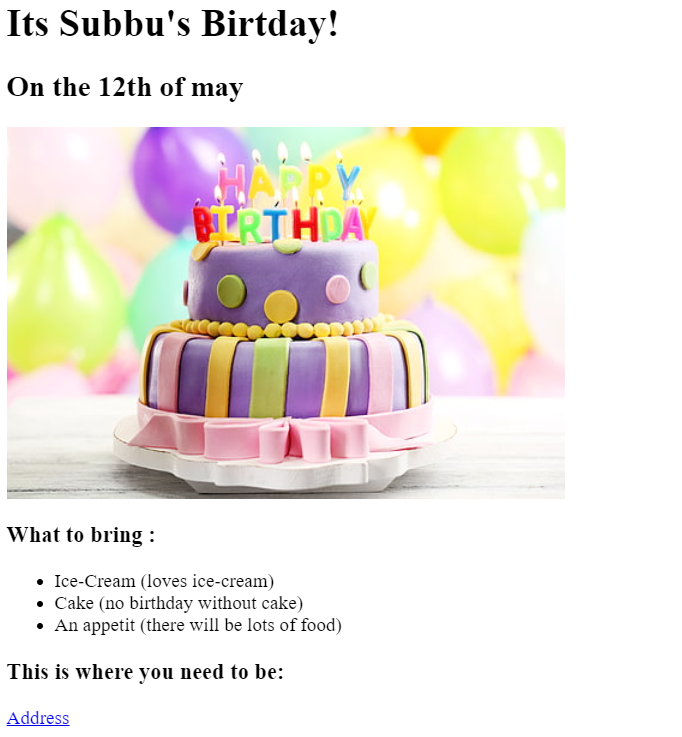 Its Subbu's Birtday!
On the 12th of may
HAPPY
BIRTHDAY
What to bring :
Ice-Cream (loves ice-cream)
Cake (no birthday without cake)
An appetit (there will be lots of food)
This is where you need to be:
Address